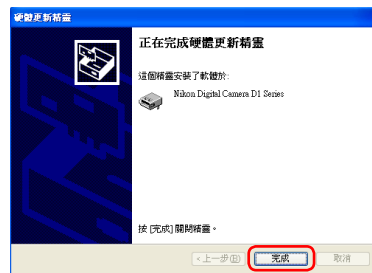 硬體更新精靈
正在完成硬體更新精靈
這個精靈安裝了軟體於:
Nikon Digital Camera D1 Series
按 [完成] 關閉精靈。
<上一步(B) 完成 取消